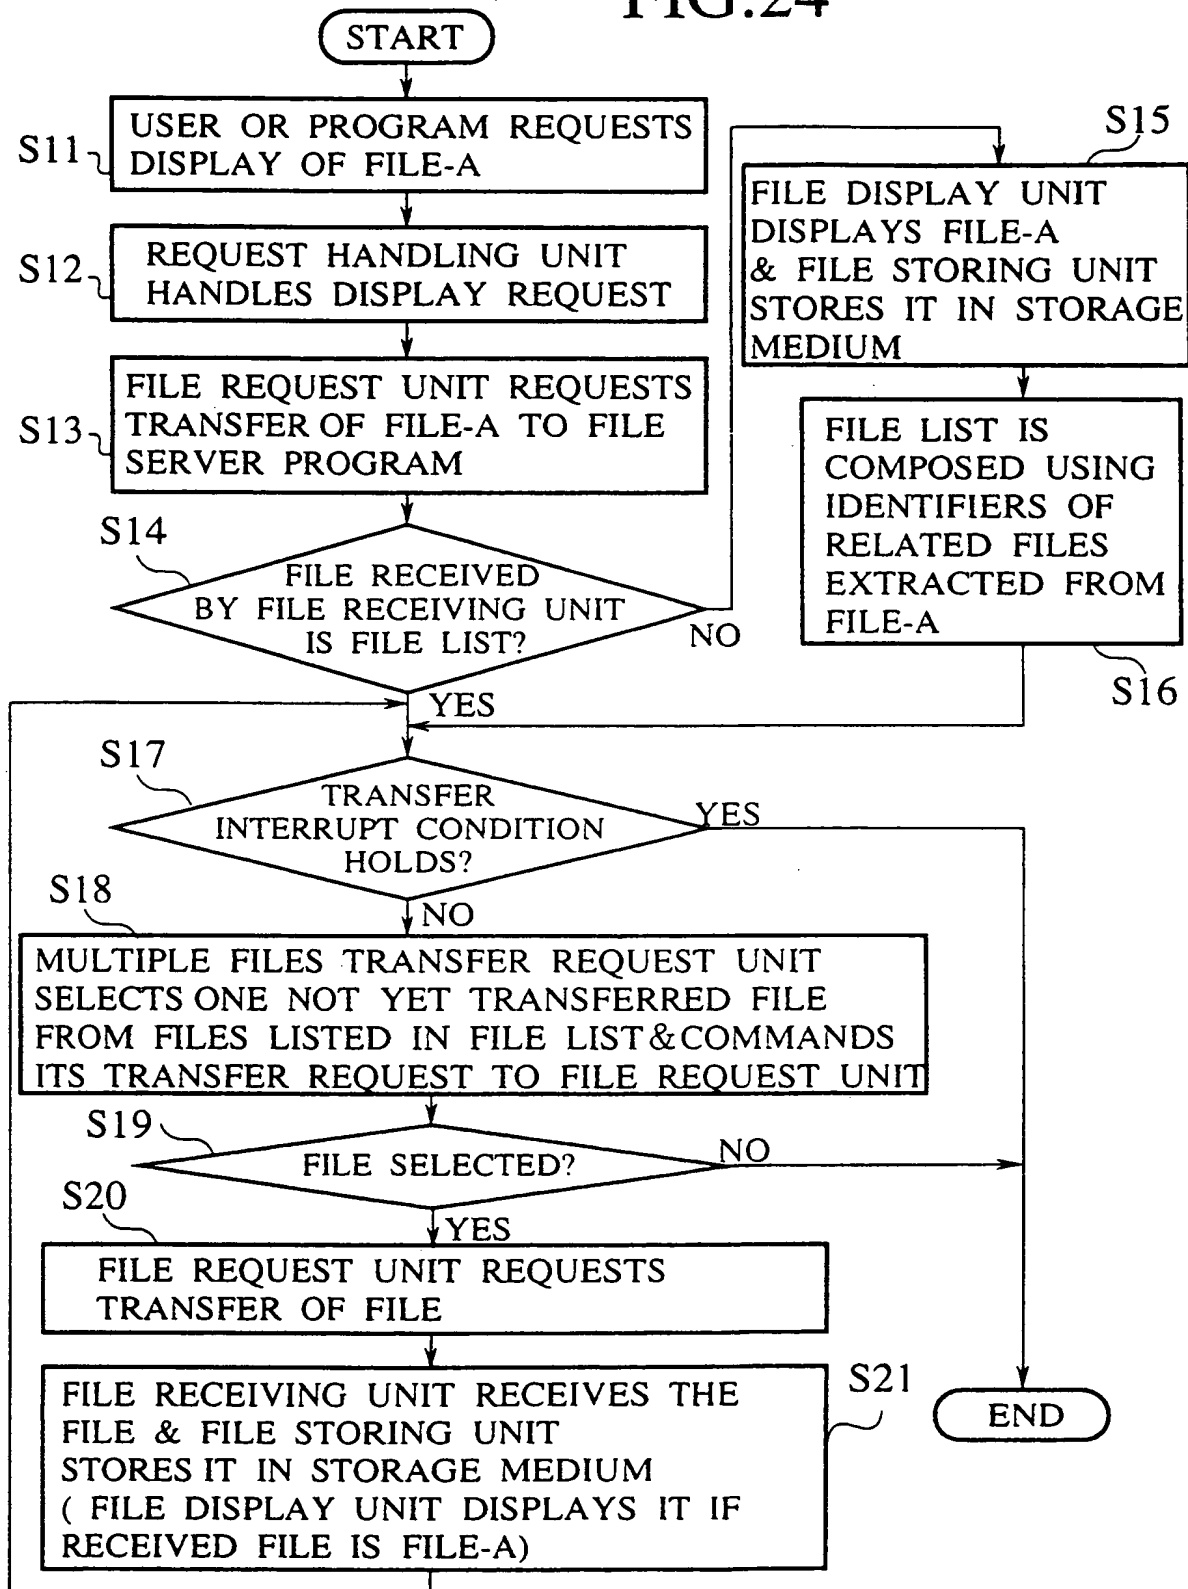 FIG.24
START
S11
USER OR PROGRAM REQUESTS
DISPLAY OF FILE-A
S12
REQUEST HANDLING UNIT
HANDLES DISPLAY REQUEST
S13
FILE REQUEST UNIT REQUESTS
TRANSFER OF FILE-A TO FILE
SERVER PROGRAM
S14
FILE RECEIVED
BY FILE RECEIVING UNIT
IS FILE LIST?
NO
YES
S15
FILE DISPLAY UNIT
DISPLAYS FILE-A
& FILE STORING UNIT
STORES IT IN STORAGE
MEDIUM
FILE LIST IS
COMPOSED USING
IDENTIFIERS OF
RELATED FILES
EXTRACTED FROM
FILE-A
S16
S17
TRANSFER
INTERRUPT CONDITION
HOLDS?
YES
NO
S18
MULTIPLE FILES TRANSFER REQUEST UNIT
SELECTS ONE NOT YET TRANSFERRED FILE
FROM FILES LISTED IN FILE LIST&COMMANDS
ITS TRANSFER REQUEST TO FILE REQUEST UNIT
S19
FILE SELECTED?
NO
YES
S20
FILE REQUEST UNIT REQUESTS
TRANSFER OF FILE
S21
FILE RECEIVING UNIT RECEIVES THE
FILE & FILE STORING UNIT
STORES IT IN STORAGE MEDIUM
( FILE DISPLAY UNIT DISPLAYS IT IF
RECEIVED FILE IS FILE-A)
END